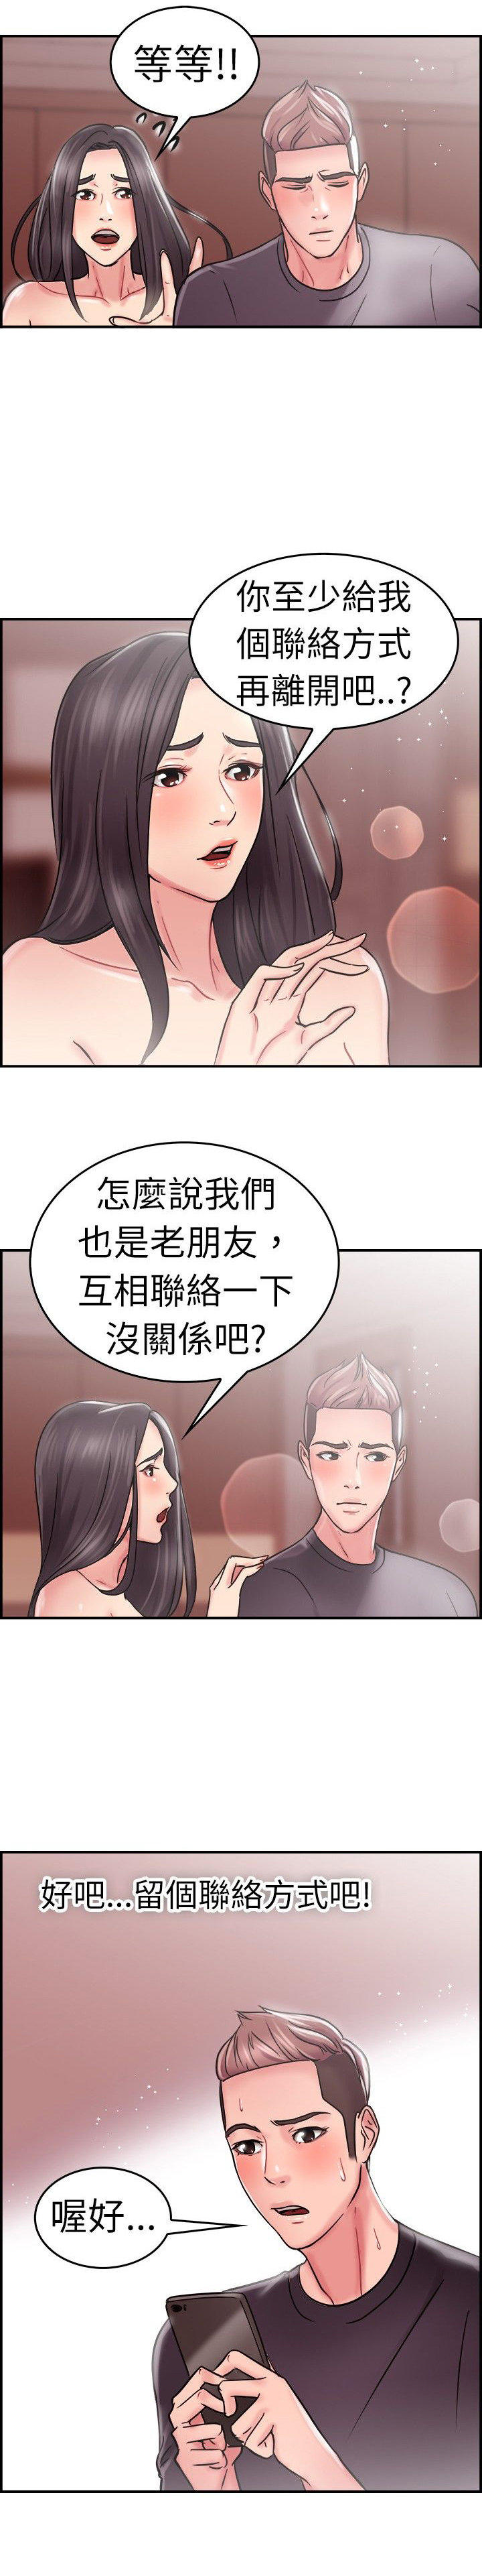 等等!!
你至少給我
個聯絡方式
再離開吧..?
怎麼說我們
也是老朋友，
互相聯絡一下
沒關係吧?
好吧...留個聯絡方式吧!
喔好...